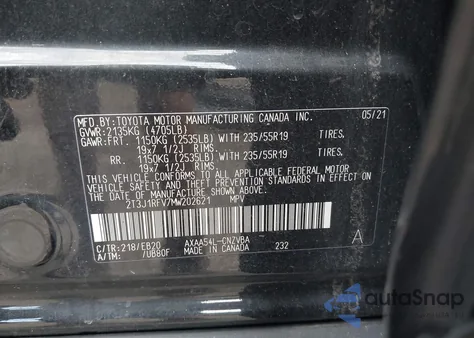 MFD.BY:TOYOTA MOTOR MANUFACTURING CANADA INC. 05/21
GVWR:2135KG (4705LB)
GAWR:FRT. 1150KG (2535LB) WITH 235/55R19 TIRES,
19x7 1/2J RIMS
RR. 1150KG (2535LB) WITH 235/55R19 TIRES,
19x7 1/2J RIMS
THIS VEHICLE CONFORMS TO ALL APPLICABLE FEDERAL MOTOR
VEHICLE SAFETY, BUMPER, AND THEFT PREVENTION STANDARDS
IN EFFECT ON THE DATE OF MANUFACTURE SHOWN ABOVE.
2T3J1RFV7MW202621 MPV
C/TR:218/EB20 AXAA54L-CNZVBA 232 A
A/TM: /UB80F MADE IN CANADA
autoSnap